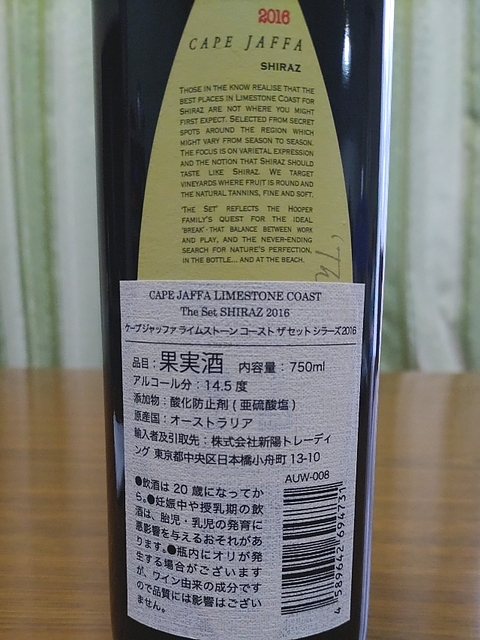 2016
CAPE JAFFA
SHIRAZ
THOSE IN THE KNOW REALISE THAT THE
BEST PLACES IN LIMESTONE COAST FOR
SHIRAZ ARE NOT WHERE YOU MIGHT
FIRST EXPECT. SELECTED FROM SECRET
SPOTS AROUND THE REGION WHICH
MIGHT VARY FROM SEASON TO SEASON.
THE FOCUS IS ON VARIETAL EXPRESSION
AND THE NOTION THAT SHIRAZ SHOULD
TASTE LIKE SHIRAZ. WE TARGET
VINEYARDS WHERE FRUIT IS ROUND AND
THE NATURAL TANNINS, FINE AND SOFT.
'THE SET' REFLECTS THE HOOPER
FAMILY'S QUEST FOR THE IDEAL
'BREAK' - THAT BALANCE BETWEEN WORK
AND PLAY, AND THE NEVER-ENDING
SEARCH FOR NATURE'S PERFECTION,
IN THE BOTTLE... AND AT THE BEACH.
The
CAPE JAFFA LIMESTONE COAST
The Set SHIRAZ 2016
ケープジャッファ ライムストーン コースト ザ セット シラーズ2016
品目：果実酒 内容量：750ml
アルコール分：14.5 度
添加物：酸化防止剤 ( 亜硫酸塩 )
原産国：オーストラリア
輸入者及引取先：株式会社新陽トレーディ
ング 東京都中央区日本橋小舟町 13-10
AUW-008
●飲酒は 20 歳になってか
ら。●妊娠中や授乳期の飲
酒は、胎児・乳児の発育に
悪影響を与えるおそれがあ
ります。●瓶内にオリが発
生する場合がございます
が、ワイン由来の成分です
ので品質には影響はござい
ません。
4 589642 694731